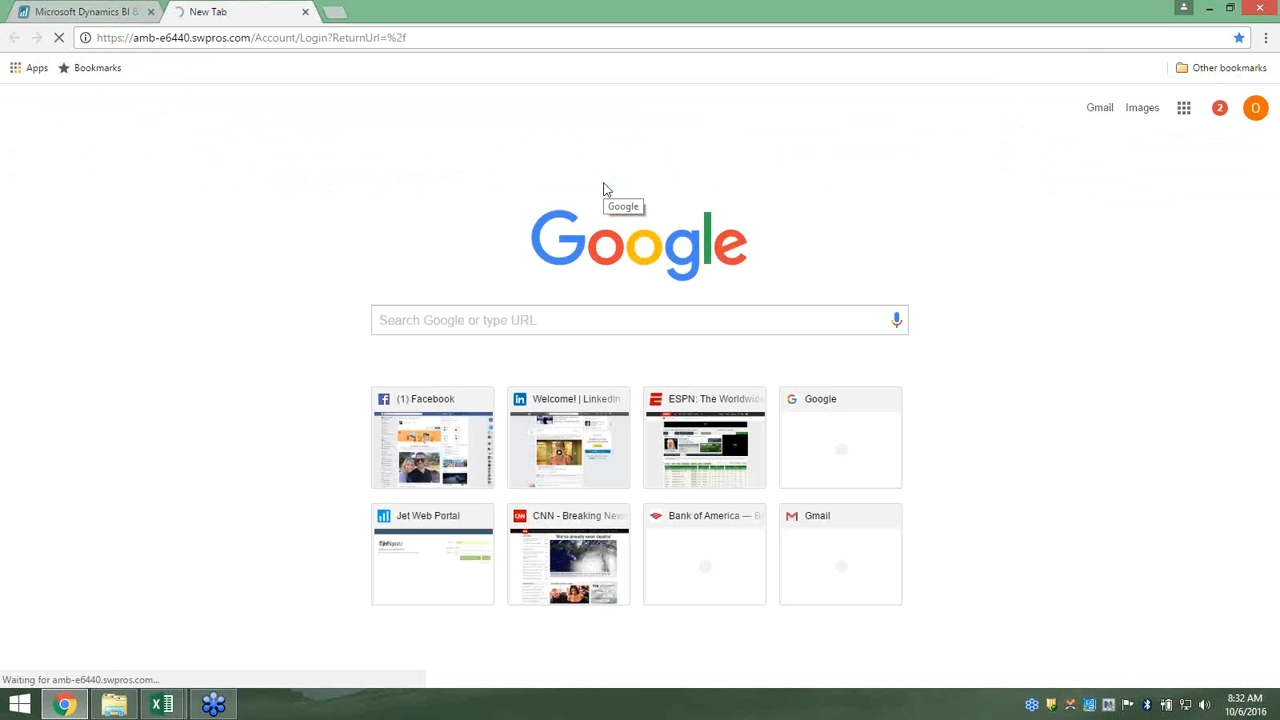 Microsoft Dynamics BI &
New Tab
https://amb-e6440.swpros.com/Account/Login?ReturnUrl=%2f
Apps
Bookmarks
Other bookmarks
Gmail
Images
2
O
Google
Google
Search Google or type URL
(1) Facebook
Welcome! | LinkedIn
ESPN: The Worldwide
Google
Jet Web Portal
CNN - Breaking News
Bank of America — B
Gmail
Waiting for amb-e6440.swpros.com...
8:32 AM
10/6/2016